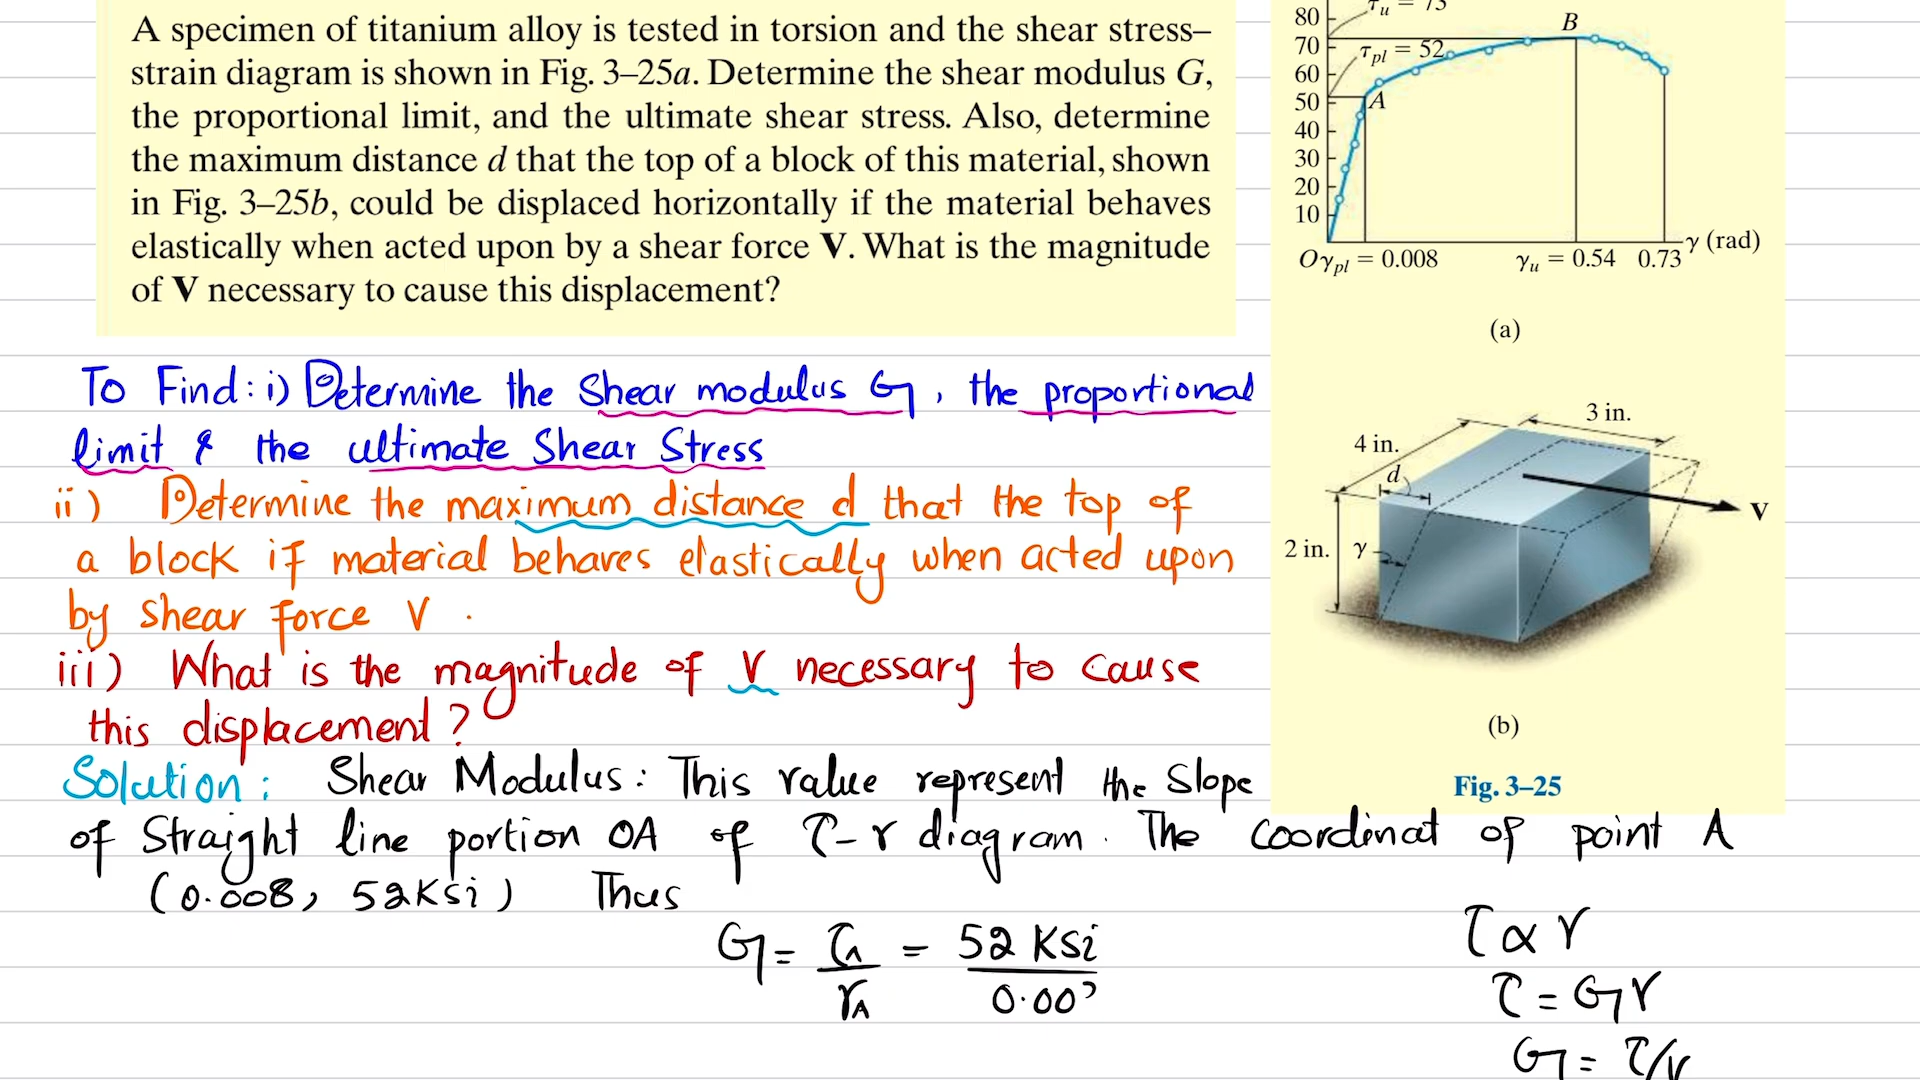 A specimen of titanium alloy is tested in torsion and the shear stress–
strain diagram is shown in Fig. 3–25a. Determine the shear modulus G,
the proportional limit, and the ultimate shear stress. Also, determine
the maximum distance d that the top of a block of this material, shown
in Fig. 3–25b, could be displaced horizontally if the material behaves
elastically when acted upon by a shear force V. What is the magnitude
of V necessary to cause this displacement?
80
70
60
50
40
30
20
10
τu = 73
τpl = 52
B
A
O
γpl = 0.008
γu = 0.54
0.73
γ (rad)
(a)
3 in.
4 in.
d
2 in.
γ
V
(b)
Fig. 3–25
To Find: i) Determine the Shear modulus G, the proportional
limit & the ultimate Shear Stress
ii) Determine the maximum distance d that the top of
a block if material behaves elastically when acted upon
by shear force V.
iii) What is the magnitude of V necessary to cause
this displacement?
Solution: Shear Modulus: This value represent the Slope
of Straight line portion OA of τ-γ diagram. The coordinat of point A
(0.008, 52Ksi) Thus
G = τA/γA = 52 Ksi/0.00
τ ∝ γ
τ = Gγ
G = τ/γ